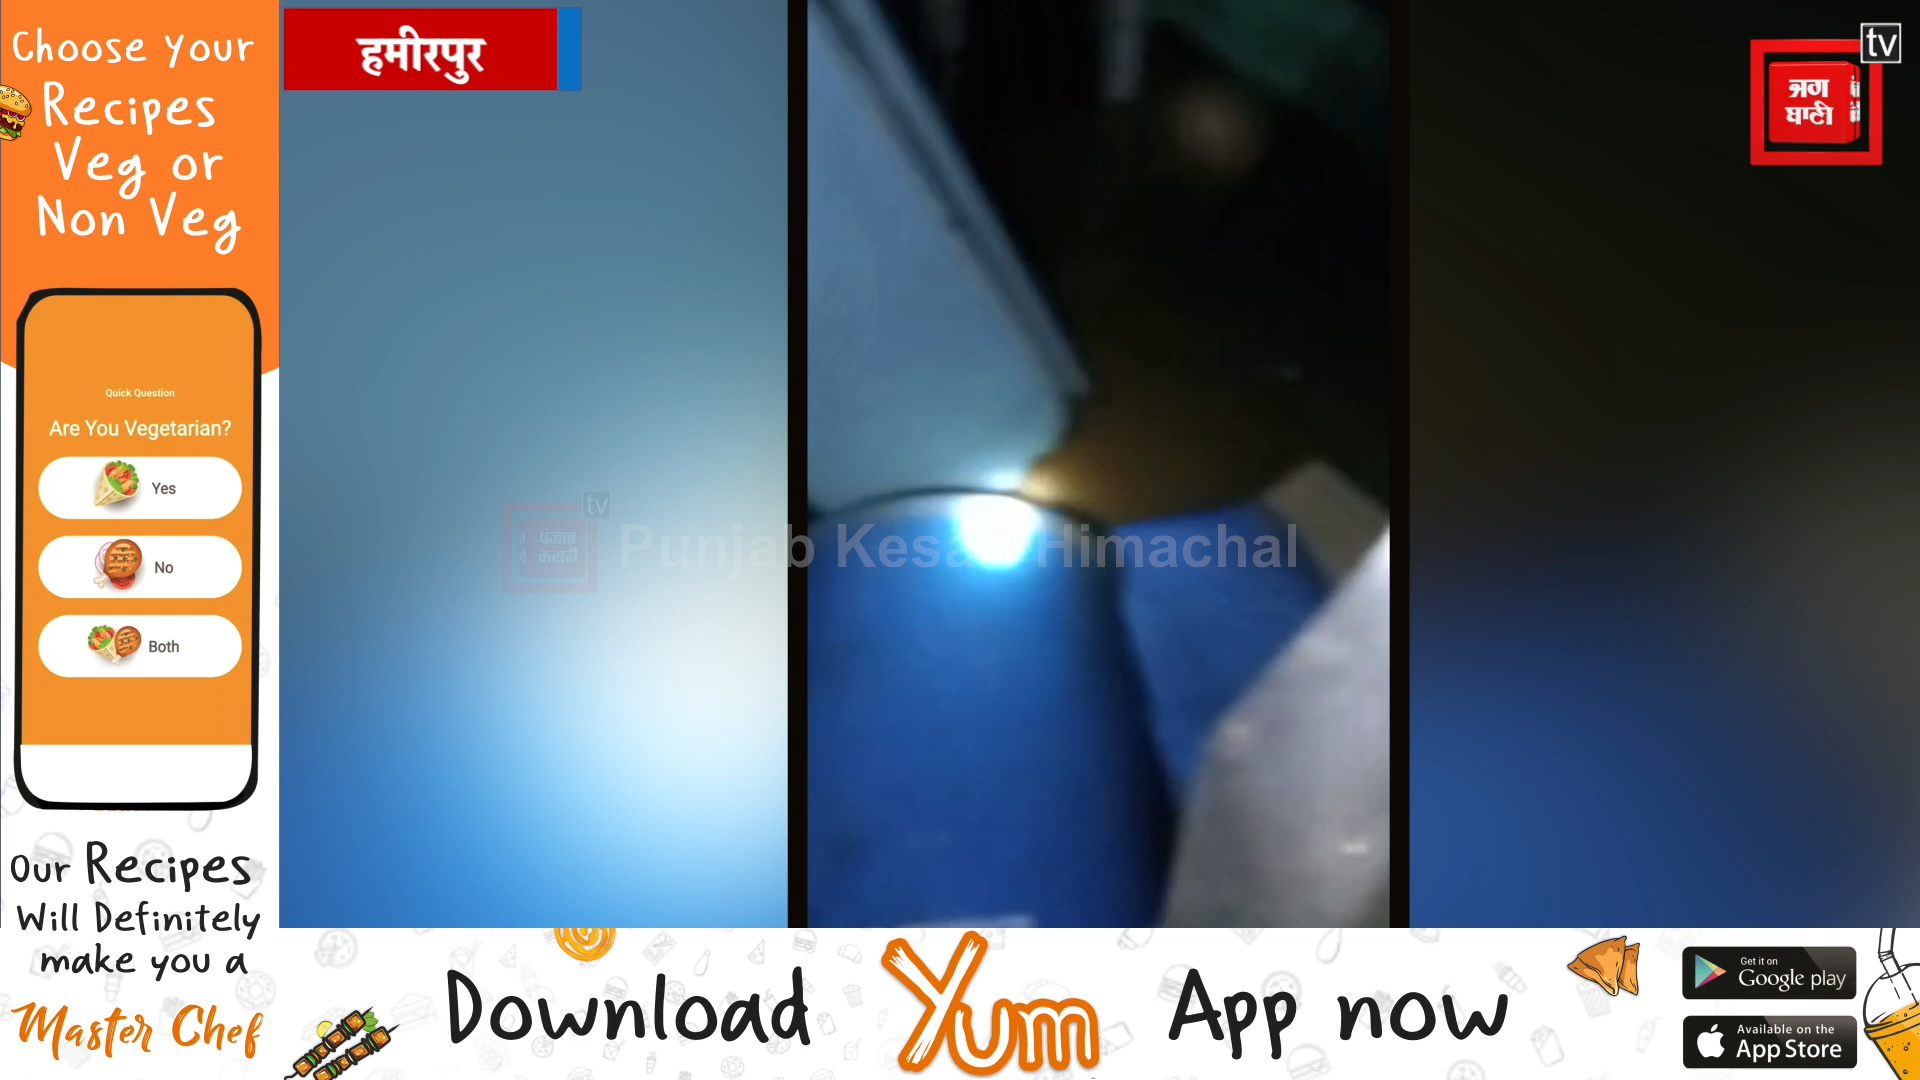 Choose your
Recipes
Veg or
Non Veg
Quick Question
Are You Vegetarian?
Yes
No
Both
Our Recipes
Will Definitely
make you a
Master Chef
हमीरपुर
tv
ਜਗ
ਬਾਣੀ
tv
पंजाब
केसरी
Punjab Kesari Himachal
Download Yum App now
Get it on
Google play
Available on the
App Store